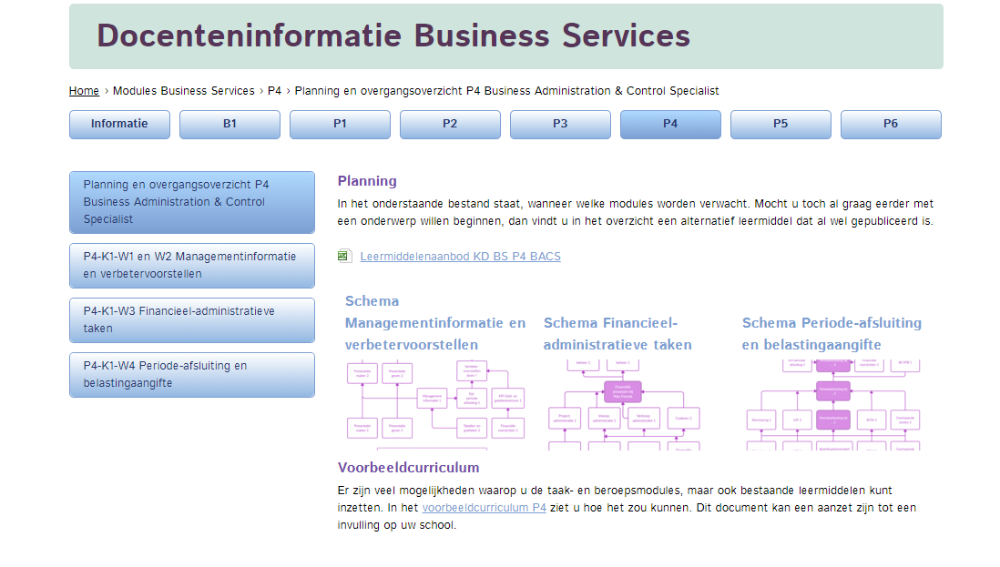 Docenteninformatie Business Services
Home › Modules Business Services › P4 › Planning en overgangsoverzicht P4 Business Administration & Control Specialist
Informatie
B1
P1
P2
P3
P4
P5
P6
Planning en overgangsoverzicht P4
Business Administration & Control
Specialist
P4-K1-W1 en W2 Managementinformatie
en verbetervoorstellen
P4-K1-W3 Financieel-administratieve
taken
P4-K1-W4 Periode-afsluiting en
belastingaangifte
Planning
In het onderstaande bestand staat, wanneer welke modules worden verwacht. Mocht u toch al graag eerder met
een onderwerp willen beginnen, dan vindt u in het overzicht een alternatief leermiddel dat al wel gepubliceerd is.
Leermiddelenaanbod KD BS P4 BACS
Schema
Managementinformatie en
verbetervoorstellen
Schema Financieel-
administratieve taken
Schema Periode-afsluiting
en belastingaangifte
Voorbeeldcurriculum
Er zijn veel mogelijkheden waarop u de taak- en beroepsmodules, maar ook bestaande leermiddelen kunt
inzetten. In het voorbeeldcurriculum P4 ziet u hoe het zou kunnen. Dit document kan een aanzet zijn tot een
invulling op uw school.